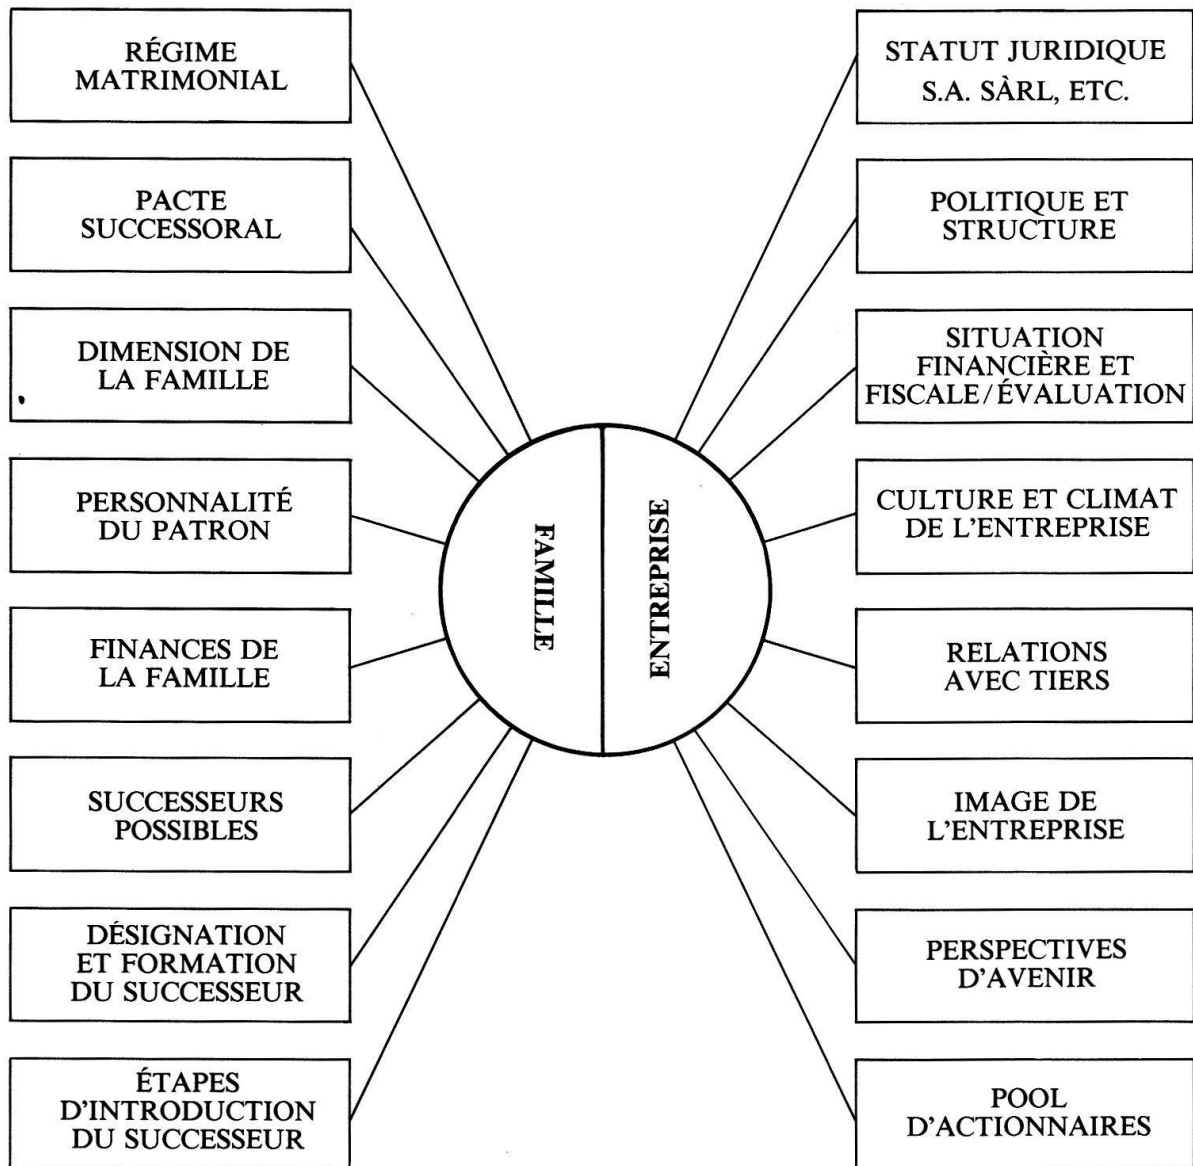 RÉGIME
MATRIMONIAL
PACTE
SUCCESSORAL
DIMENSION DE
LA FAMILLE
PERSONNALITÉ
DU PATRON
FINANCES DE
LA FAMILLE
SUCCESSEURS
POSSIBLES
DÉSIGNATION
ET FORMATION
DU SUCCESSEUR
ÉTAPES
D'INTRODUCTION
DU SUCCESSEUR
FAMILLE
ENTREPRISE
STATUT JURIDIQUE
S.A. SÀRL, ETC.
POLITIQUE ET
STRUCTURE
SITUATION
FINANCIÈRE ET
FISCALE/ÉVALUATION
CULTURE ET CLIMAT
DE L'ENTREPRISE
RELATIONS
AVEC TIERS
IMAGE DE
L'ENTREPRISE
PERSPECTIVES
D'AVENIR
POOL
D'ACTIONNAIRES